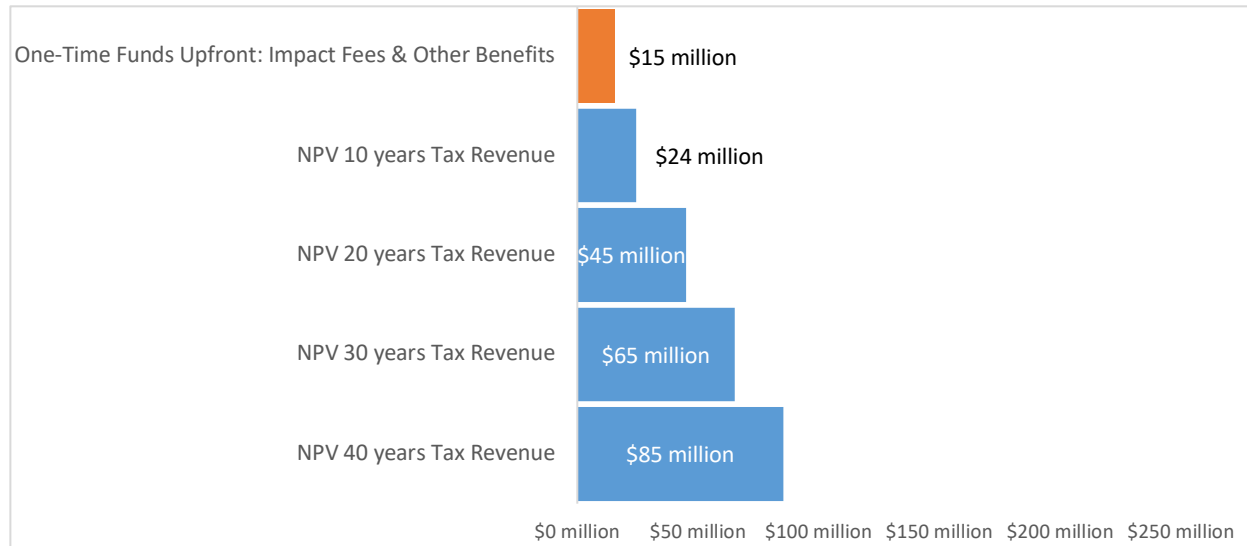 One-Time Funds Upfront: Impact Fees & Other Benefits
$15 million
NPV 10 years Tax Revenue
$24 million
NPV 20 years Tax Revenue
$45 million
NPV 30 years Tax Revenue
$65 million
NPV 40 years Tax Revenue
$85 million
$0 million $50 million $100 million $150 million $200 million $250 million